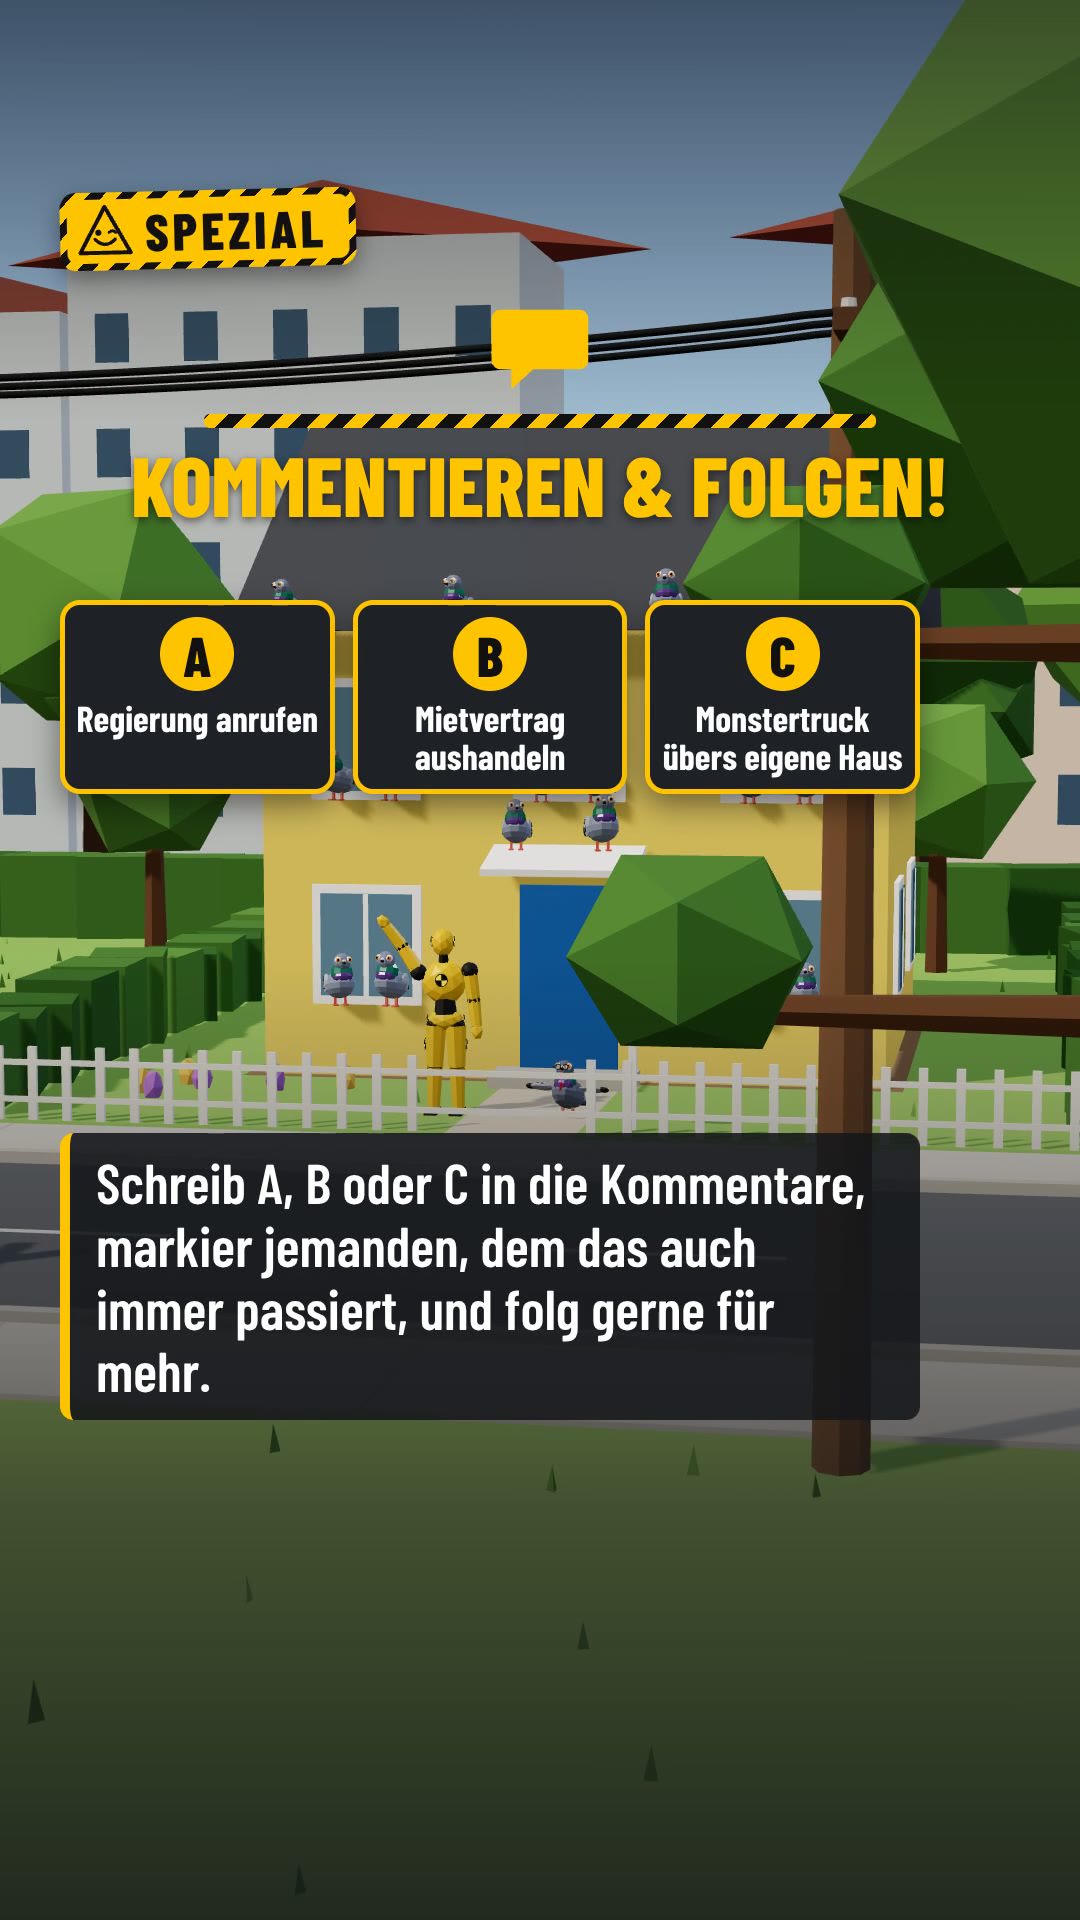 SPEZIAL
KOMMENTIEREN & FOLGEN!
A
Regierung anrufen
B
Mietvertrag
aushandeln
C
Monstertruck
übers eigene Haus
Schreib A, B oder C in die Kommentare,
markier jemanden, dem das auch
immer passiert, und folg gerne für
mehr.